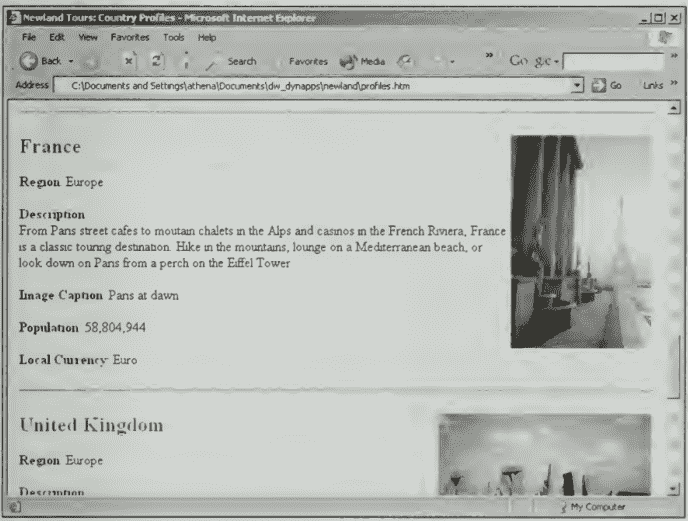 Newland Tours: Country Profiles - Microsoft Internet Explorer
File Edit View Favorites Tools Help
Back Search Favorites Media Go gle
Address C:\Documents and Settings\athena\Documents\dw_dynapps\newland\profiles.htm Go Links
France
Region Europe
Description
From Paris street cafes to moutain chalets in the Alps and casinos in the French Riviera, France
is a classic touring destination. Hike in the mountains, lounge on a Mediterranean beach, or
look down on Paris from a perch on the Eiffel Tower
Image Caption Paris at dawn
Population 58,804,944
Local Currency Euro
United Kingdom
Region Europe
Description
My Computer